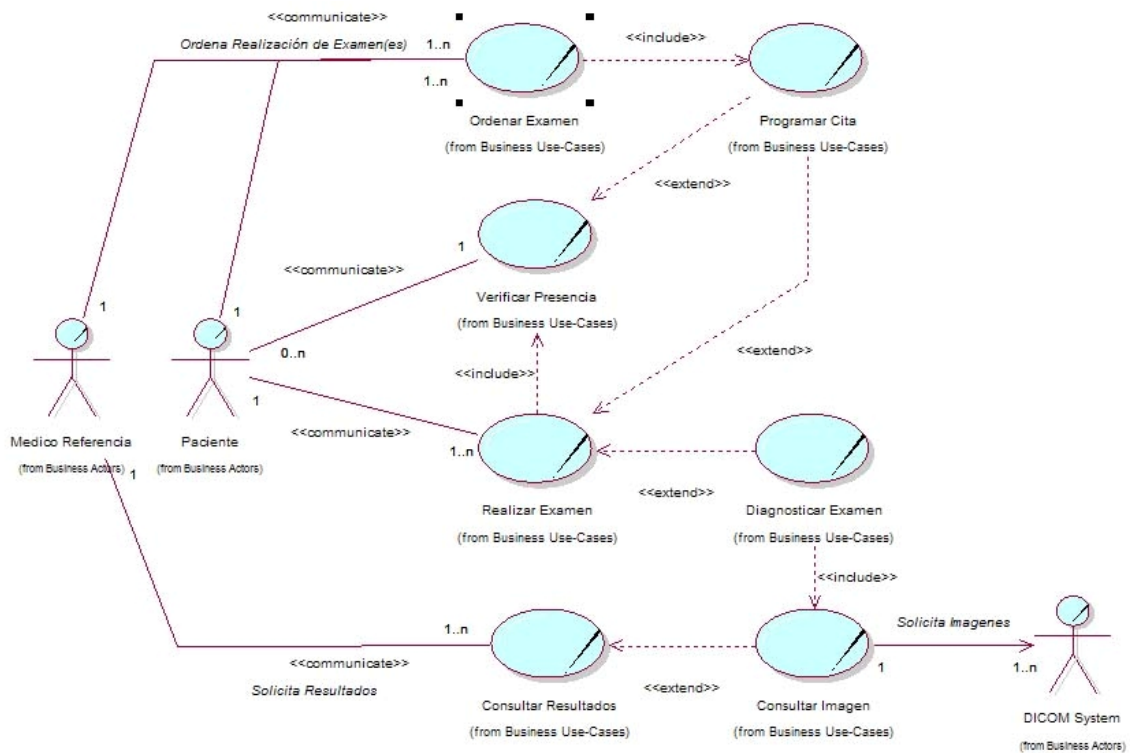 <<communicate>>
Ordena Realización de Examen(es)
1..n
1..n
<<include>>
Ordenar Examen
(from Business Use-Cases)
Programar Cita
(from Business Use-Cases)
<<extend>>
1
<<communicate>>
Verificar Presencia
(from Business Use-Cases)
1
1
0..n
<<include>>
<<extend>>
1
<<communicate>>
1..n
Medico Referencia
(from Business Actors)
1
Paciente
(from Business Actors)
<<extend>>
Realizar Examen
(from Business Use-Cases)
Diagnosticar Examen
(from Business Use-Cases)
<<include>>
Solicita Imagenes
1..n
1
1..n
<<communicate>>
Solicita Resultados
<<extend>>
Consultar Resultados
(from Business Use-Cases)
Consultar Imagen
(from Business Use-Cases)
DICOM System
(from Business Actors)